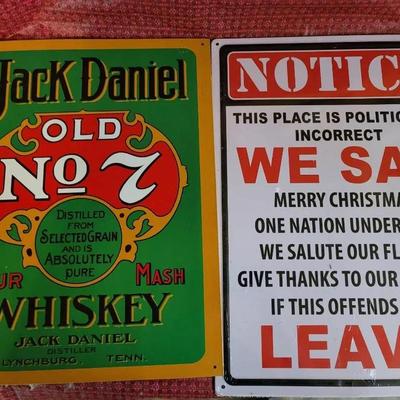 Jack Daniel
OLD
No 7
DISTILLED
FROM
SELECTED GRAIN
AND IS
ABSOLUTELY
PURE
UR MASH
WHISKEY
JACK DANIEL
DISTILLER
LYNCHBURG, TENN.
NOTIC
THIS PLACE IS POLITIC
INCORRECT
WE SA
MERRY CHRISTMA
ONE NATION UNDER
WE SALUTE OUR FL
GIVE THANKS TO OUR
IF THIS OFFENDS
LEAV